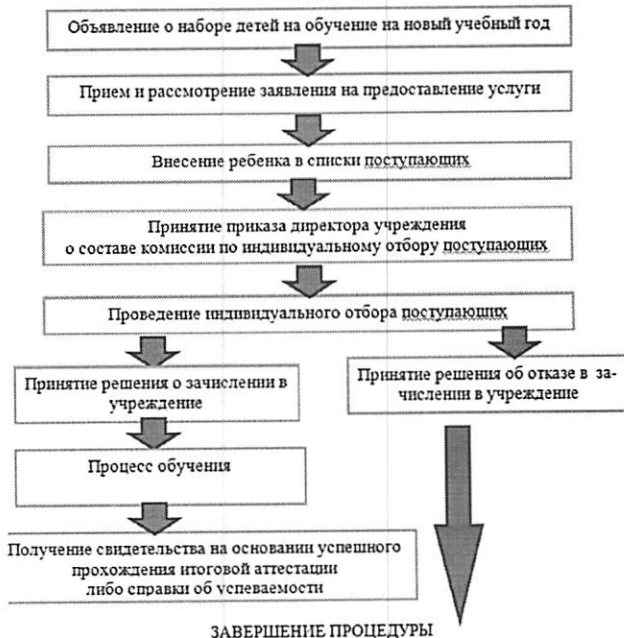 Объявление о наборе детей на обучение на новый учебный год
Прием и рассмотрение заявления на предоставление услуги
Внесение ребенка в списки поступающих
Принятие приказа директора учреждения
о составе комиссии по индивидуальному отбору поступающих
Проведение индивидуального отбора поступающих
Принятие решения о зачислении в
учреждение
Принятие решения об отказе в за-
числении в учреждение
Процесс обучения
Получение свидетельства на основании успешного
прохождения итоговой аттестации
либо справки об успеваемости
ЗАВЕРШЕНИЕ ПРОЦЕДУРЫ